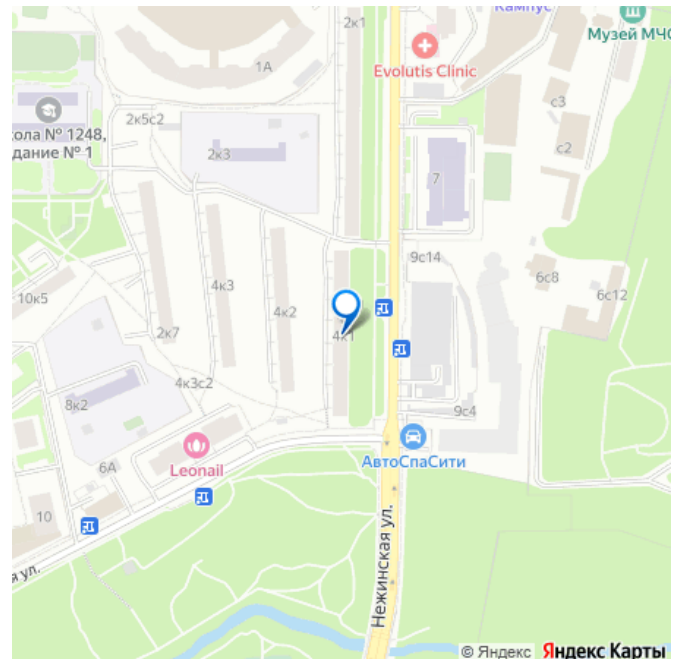 Кампус
2к1
Музей МЧС
1А
Evolutis Clinic
с3
2к5с2
кола № 1248,
дание № 1
с2
2к3
7
9с14
6с8
4к3
6с12
10к5
4к2
4к1
2к7
4к3с2
8к2
9с4
Leonail
АвтоСпаСити
6А
10
Нежинская ул.
я ул.
© Яндекс Яндекс Карты